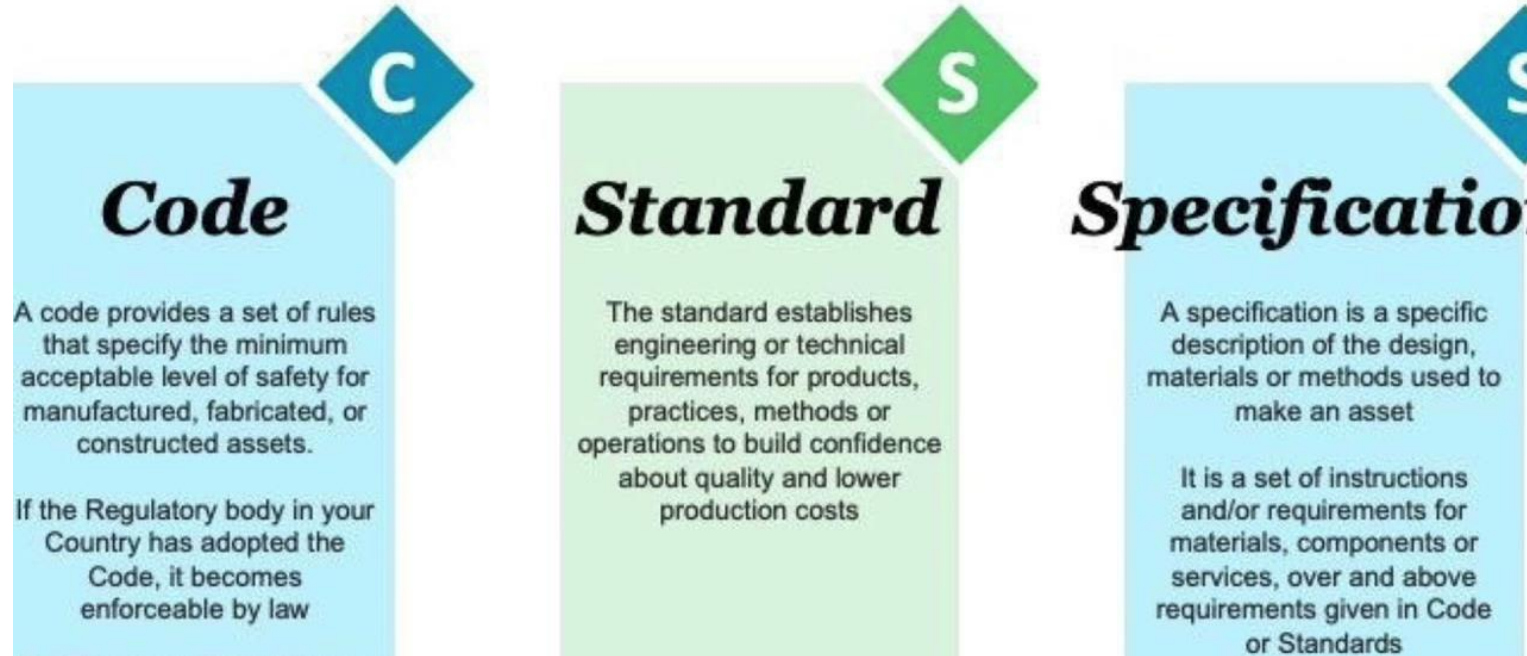 C
Code
A code provides a set of rules
that specify the minimum
acceptable level of safety for
manufactured, fabricated, or
constructed assets.
If the Regulatory body in your
Country has adopted the
Code, it becomes
enforceable by law
S
Standard
The standard establishes
engineering or technical
requirements for products,
practices, methods or
operations to build confidence
about quality and lower
production costs
S
Specification
A specification is a specific
description of the design,
materials or methods used to
make an asset
It is a set of instructions
and/or requirements for
materials, components or
services, over and above
requirements given in Code
or Standards